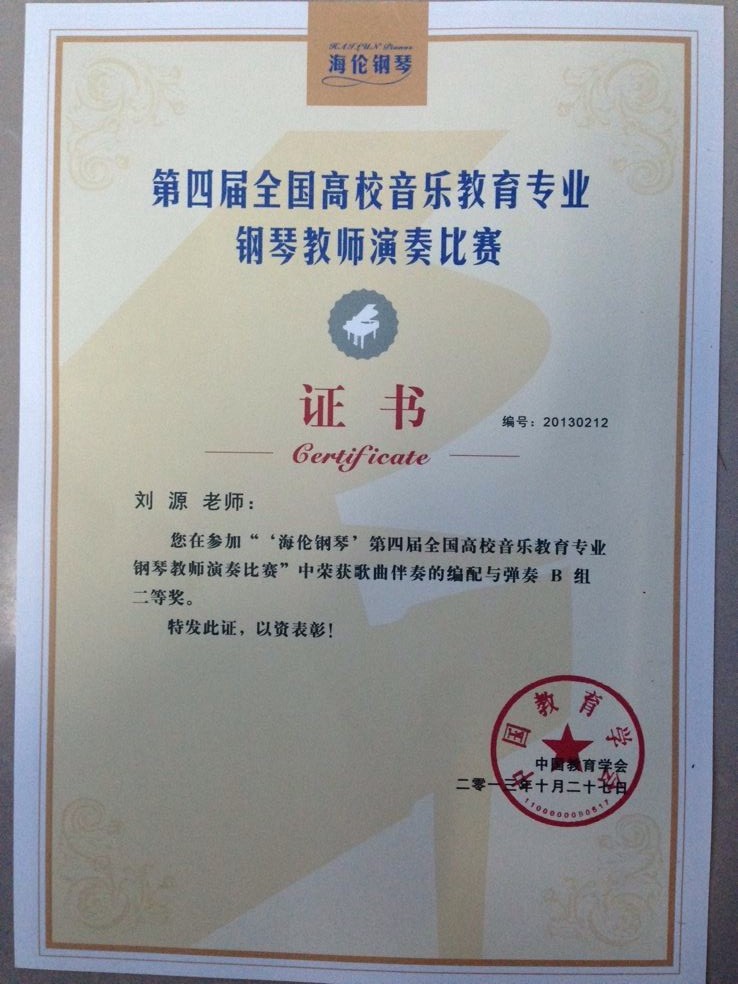 HAILUN Pianos
海伦钢琴
第四届全国高校音乐教育专业
钢琴教师演奏比赛
证书
编号：20130212
Certificate
刘 源 老师：
您在参加“‘海伦钢琴’第四届全国高校音乐教育专业
钢琴教师演奏比赛”中荣获歌曲伴奏的编配与弹奏 B 组
二等奖。
特发此证，以资表彰！
中国教育学会
中国教育学会
二零一三年十月二十七日